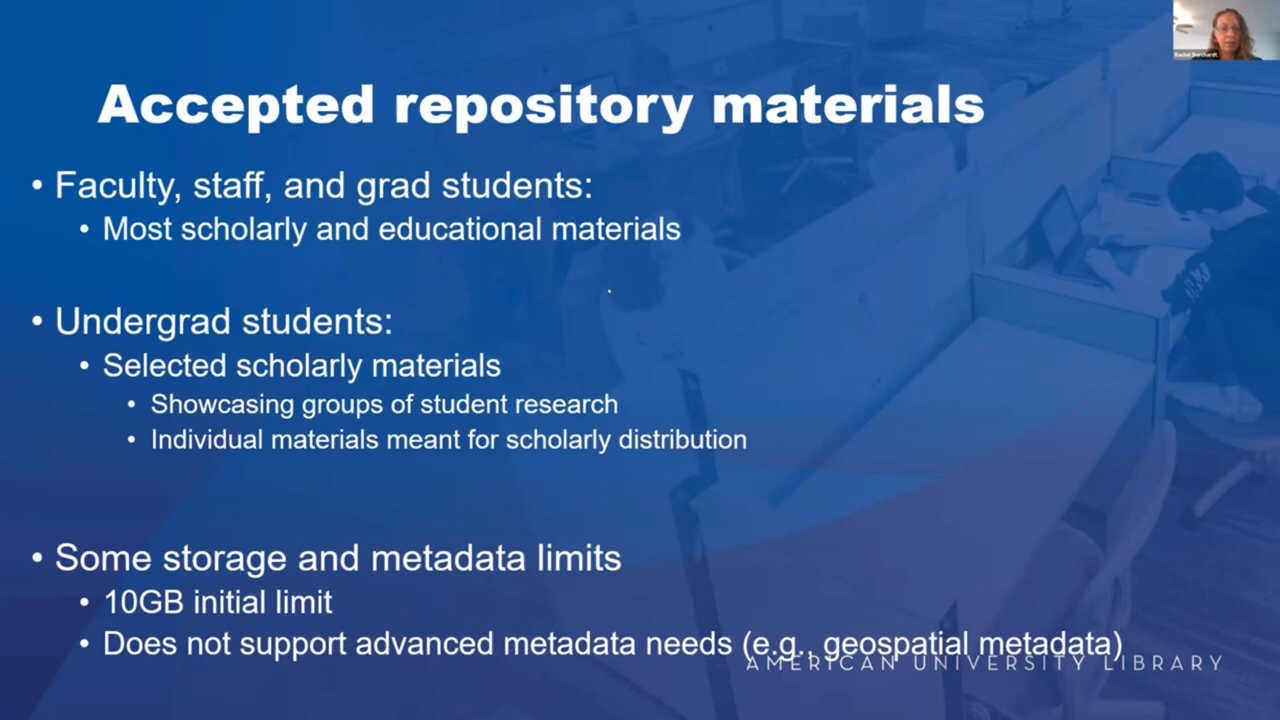 Rachel Borchardt
Accepted repository materials
• Faculty, staff, and grad students:
• Most scholarly and educational materials
• Undergrad students:
• Selected scholarly materials
• Showcasing groups of student research
• Individual materials meant for scholarly distribution
• Some storage and metadata limits
• 10GB initial limit
• Does not support advanced metadata needs (e.g., geospatial metadata)
AMERICAN UNIVERSITY LIBRARY